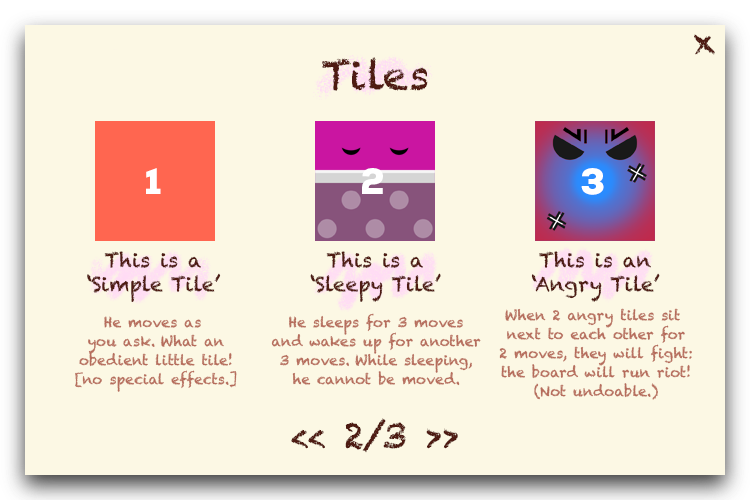 X
Tiles
1
2
3
This is a
‘Simple Tile’
He moves as
you ask. What an
obedient little tile!
[no special effects.]
This is a
‘Sleepy Tile’
He sleeps for 3 moves
and wakes up for another
3 moves. While sleeping,
he cannot be moved.
This is an
‘Angry Tile’
When 2 angry tiles sit
next to each other for
2 moves, they will fight:
the board will run riot!
(Not undoable.)
<< 2/3 >>